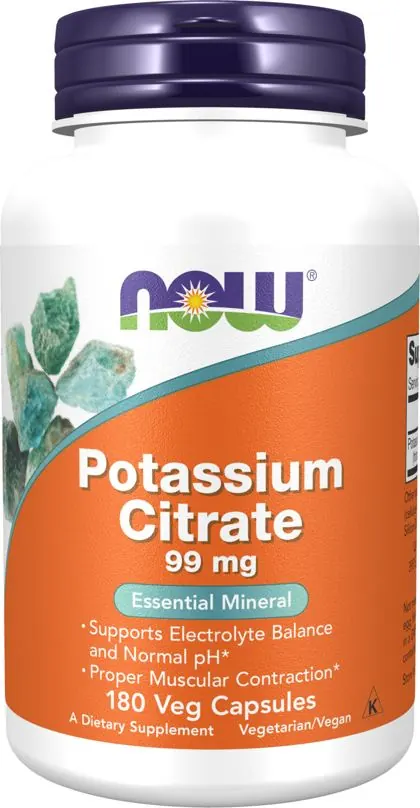 now®
Potassium
Citrate
99 mg
Essential Mineral
• Supports Electrolyte Balance
and Normal pH*
• Proper Muscular Contraction*
180 Veg Capsules
A Dietary Supplement Vegetarian/Vegan
K